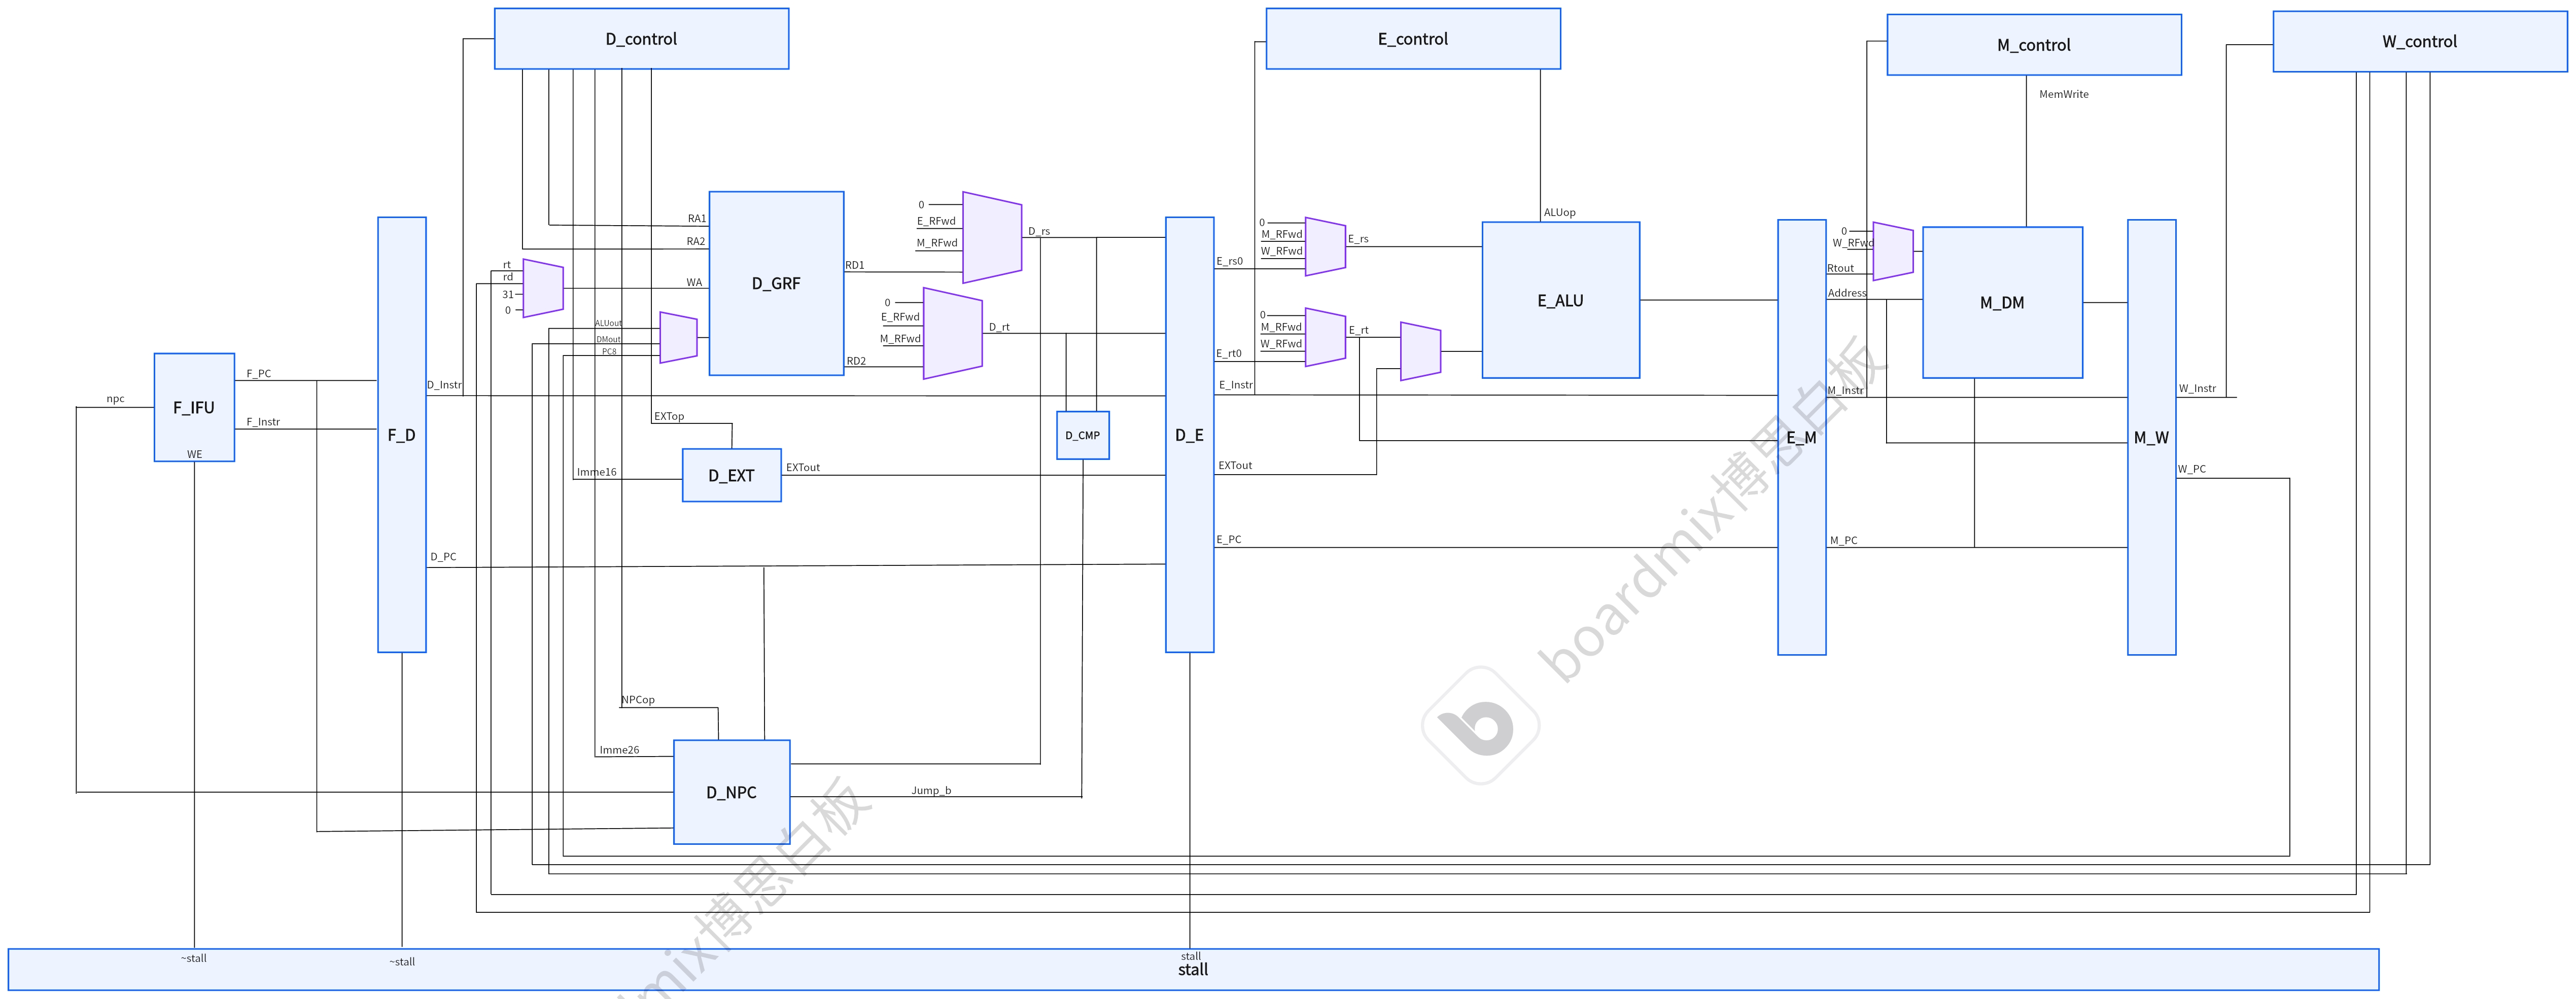 D_control
E_control
M_control
W_control
MemWrite
ALUop
RA1
RA2
WA
D_GRF
RD1
RD2
rt
rd
31
0
ALUout
DMout
PC8
0
E_RFwd
M_RFwd
D_rs
0
E_RFwd
M_RFwd
D_rt
npc
F_IFU
WE
F_PC
F_Instr
F_D
D_Instr
D_PC
EXTop
Imme16
D_EXT
EXTout
D_CMP
NPCop
Imme26
D_NPC
Jump_b
D_E
E_rs0
E_rt0
E_Instr
EXTout
E_PC
0
M_RFwd
W_RFwd
E_rs
0
M_RFwd
W_RFwd
E_rt
E_ALU
E_M
0
W_RFwd
Rtout
Address
M_Instr
M_PC
M_DM
M_W
W_Instr
W_PC
~stall
~stall
stall
stall
boardmix博思白板
dmix博思白板